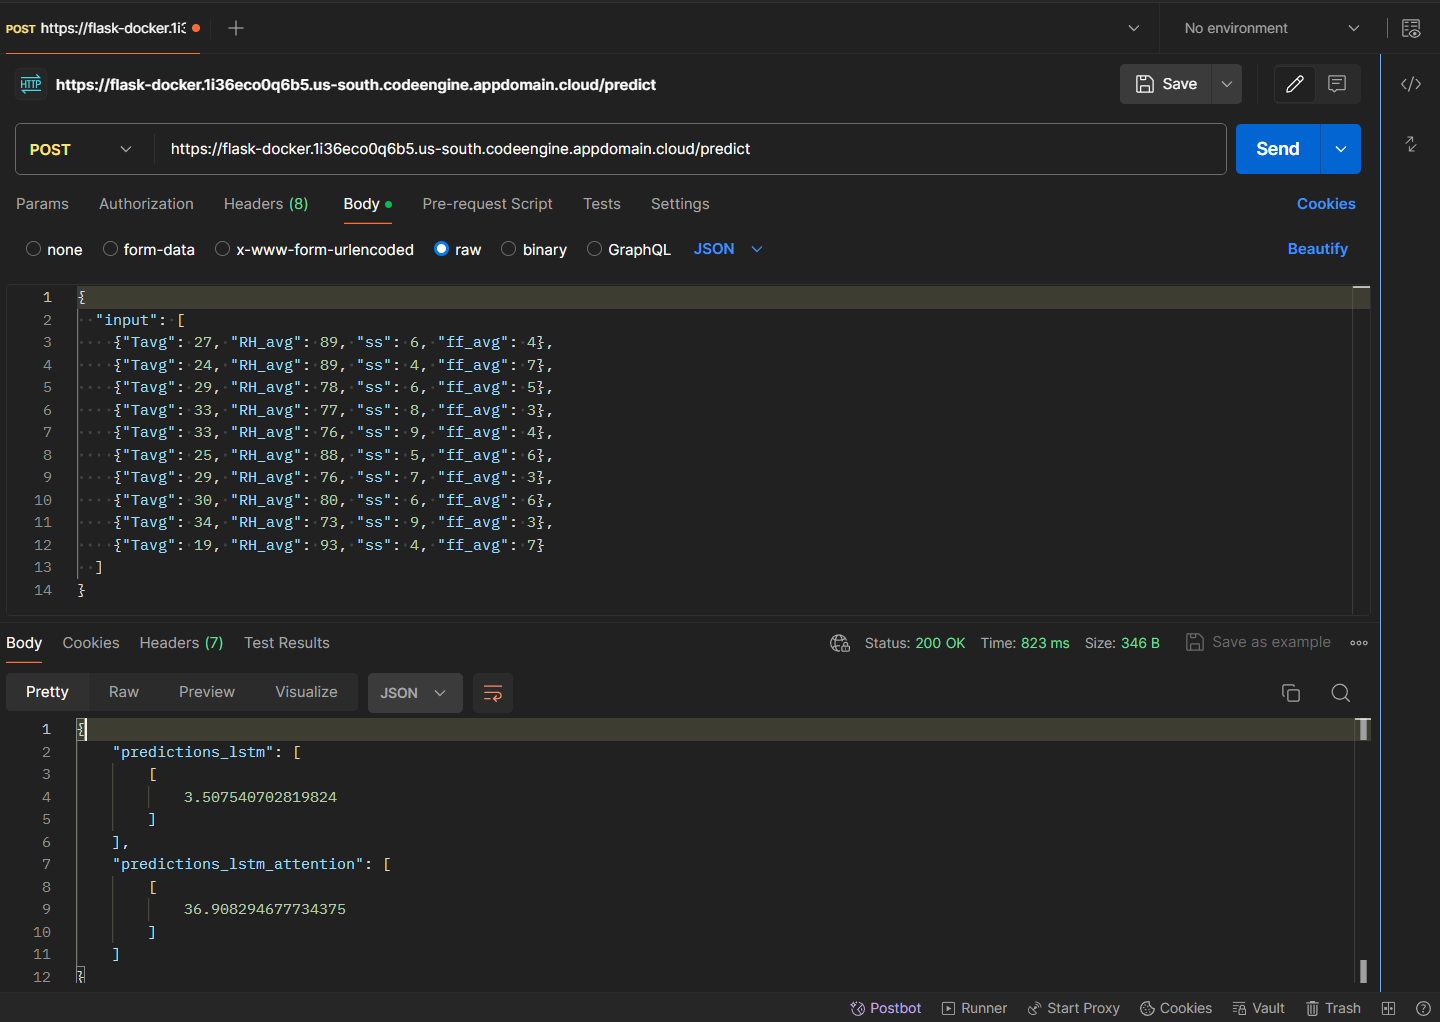 POST https://flask-docker.1i3
No environment
HTTP https://flask-docker.1i36eco0q6b5.us-south.codeengine.appdomain.cloud/predict
Save
POST https://flask-docker.1i36eco0q6b5.us-south.codeengine.appdomain.cloud/predict Send
Params Authorization Headers (8) Body Pre-request Script Tests Settings Cookies
none form-data x-www-form-urlencoded raw binary GraphQL JSON Beautify
1 {
2 "input": [
3 {"Tavg": 27, "RH_avg": 89, "ss": 6, "ff_avg": 4},
4 {"Tavg": 24, "RH_avg": 89, "ss": 4, "ff_avg": 7},
5 {"Tavg": 29, "RH_avg": 78, "ss": 6, "ff_avg": 5},
6 {"Tavg": 33, "RH_avg": 77, "ss": 8, "ff_avg": 3},
7 {"Tavg": 33, "RH_avg": 76, "ss": 9, "ff_avg": 4},
8 {"Tavg": 25, "RH_avg": 88, "ss": 5, "ff_avg": 6},
9 {"Tavg": 29, "RH_avg": 76, "ss": 7, "ff_avg": 3},
10 {"Tavg": 30, "RH_avg": 80, "ss": 6, "ff_avg": 6},
11 {"Tavg": 34, "RH_avg": 73, "ss": 9, "ff_avg": 3},
12 {"Tavg": 19, "RH_avg": 93, "ss": 4, "ff_avg": 7}
13 ]
14 }
Body Cookies Headers (7) Test Results Status: 200 OK Time: 823 ms Size: 346 B Save as example
Pretty Raw Preview Visualize JSON
1 {
2 "predictions_lstm": [
3 [
4 3.507540702819824
5 ]
6 ],
7 "predictions_lstm_attention": [
8 [
9 36.908294677734375
10 ]
11 ]
12 }
Postbot Runner Start Proxy Cookies Vault Trash